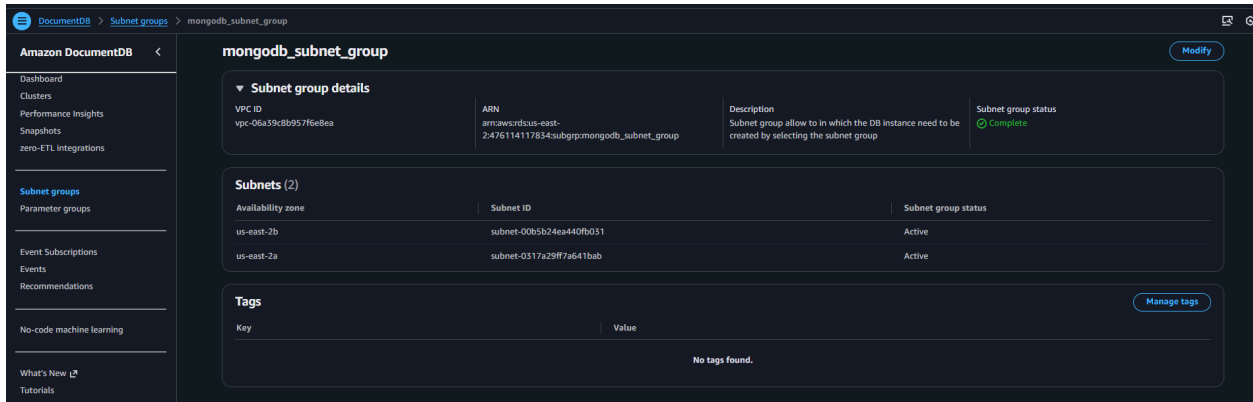 DocumentDB > Subnet groups > mongodb_subnet_group
Amazon DocumentDB
Dashboard
Clusters
Performance Insights
Snapshots
zero-ETL integrations
Subnet groups
Parameter groups
Event Subscriptions
Events
Recommendations
No-code machine learning
What's New
Tutorials
mongodb_subnet_group
Modify
Subnet group details
VPC ID
vpc-06a39c8b957f6e8ea
ARN
arn:aws:rds:us-east-
2:476114117834:subgrp:mongodb_subnet_group
Description
Subnet group allow to in which the DB instance need to be
created by selecting the subnet group
Subnet group status
Complete
Subnets (2)
Availability zone Subnet ID Subnet group status
us-east-2b subnet-00b5b24ea440fb031 Active
us-east-2a subnet-0317a29ff7a641bab Active
Tags
Manage tags
Key Value
No tags found.